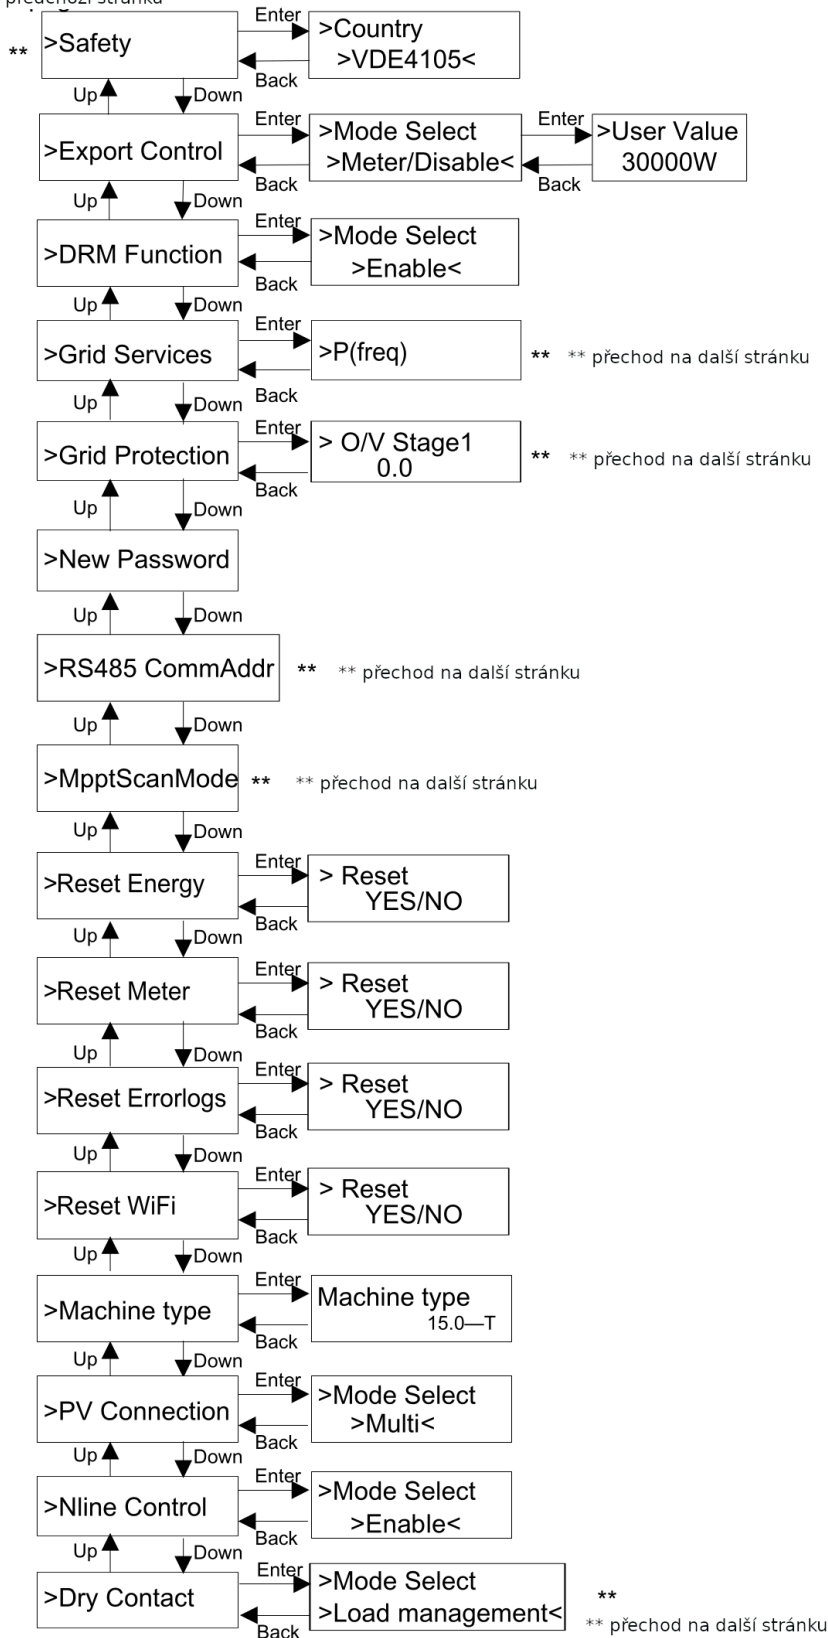 předchozí stránku
** >Safety Enter >Country
>VDE4105<
Back
Up Down
>Export Control Enter >Mode Select Enter >User Value
>Meter/Disable< 30000W
Back Back
Up Down
>DRM Function Enter >Mode Select
>Enable<
Back
Up Down
>Grid Services Enter >P(freq) ** ** přechod na další stránku
Back
Up Down
>Grid Protection Enter > O/V Stage1
0.0 ** ** přechod na další stránku
Back
Up Down
>New Password
Up Down
>RS485 CommAddr ** ** přechod na další stránku
Up Down
>MpptScanMode ** ** přechod na další stránku
Up Down
>Reset Energy Enter > Reset
YES/NO
Back
Up Down
>Reset Meter Enter > Reset
YES/NO
Back
Up Down
>Reset Errorlogs Enter > Reset
YES/NO
Back
Up Down
>Reset WiFi Enter > Reset
YES/NO
Back
Up Down
>Machine type Enter Machine type
15.0—T
Back
Up Down
>PV Connection Enter >Mode Select
>Multi<
Back
Up Down
>Nline Control Enter >Mode Select
>Enable<
Back
Up Down
>Dry Contact Enter >Mode Select
>Load management< **
** přechod na další stránku
Back